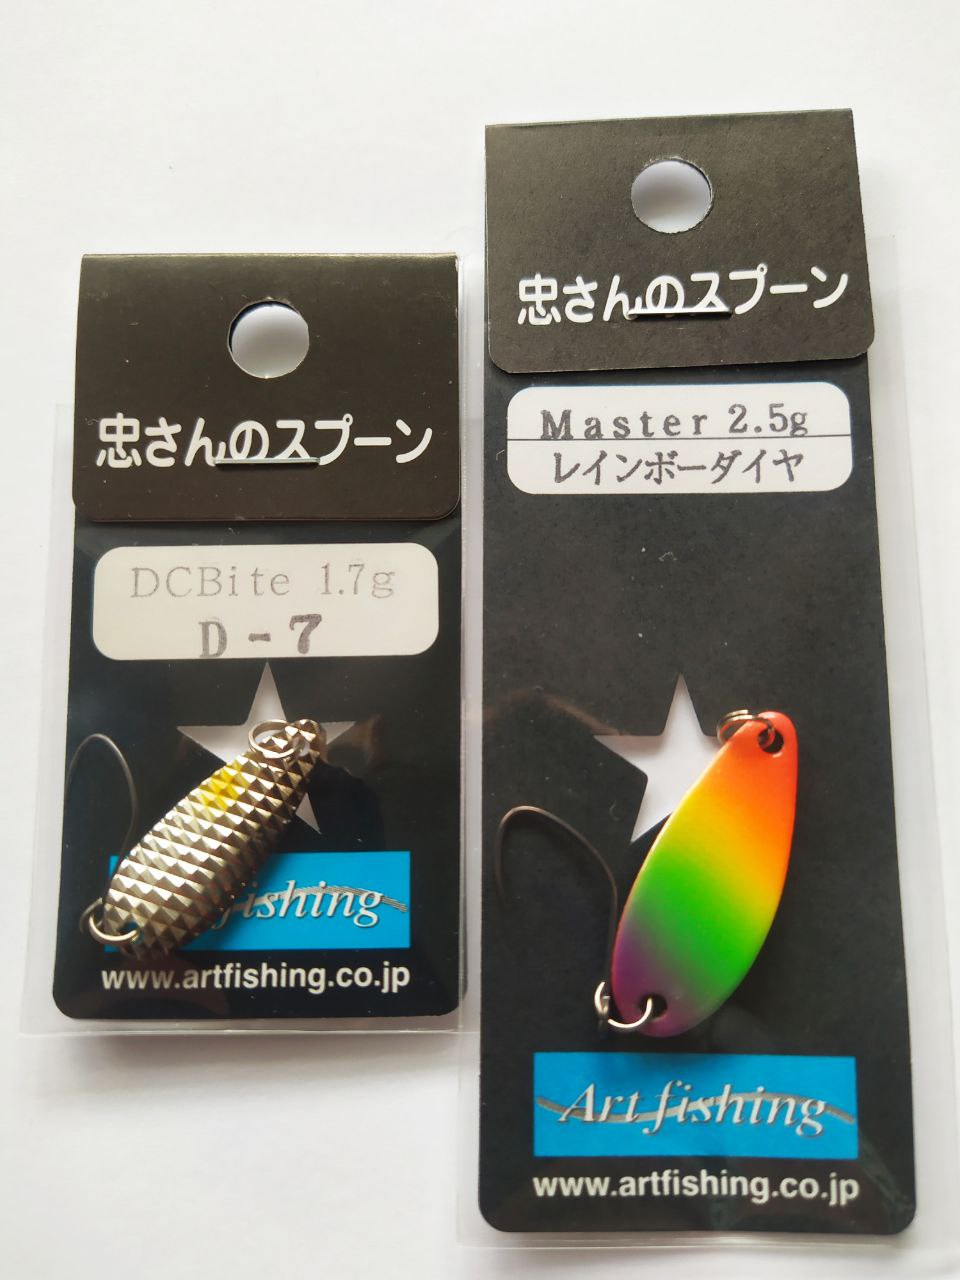 忠さんのスプーン
DCBite 1.7g
D-7
fishing
www.artfishing.co.jp
忠さんのスプーン
Master 2.5g
レインボーダイヤ
Art fishing
www.artfishing.co.jp